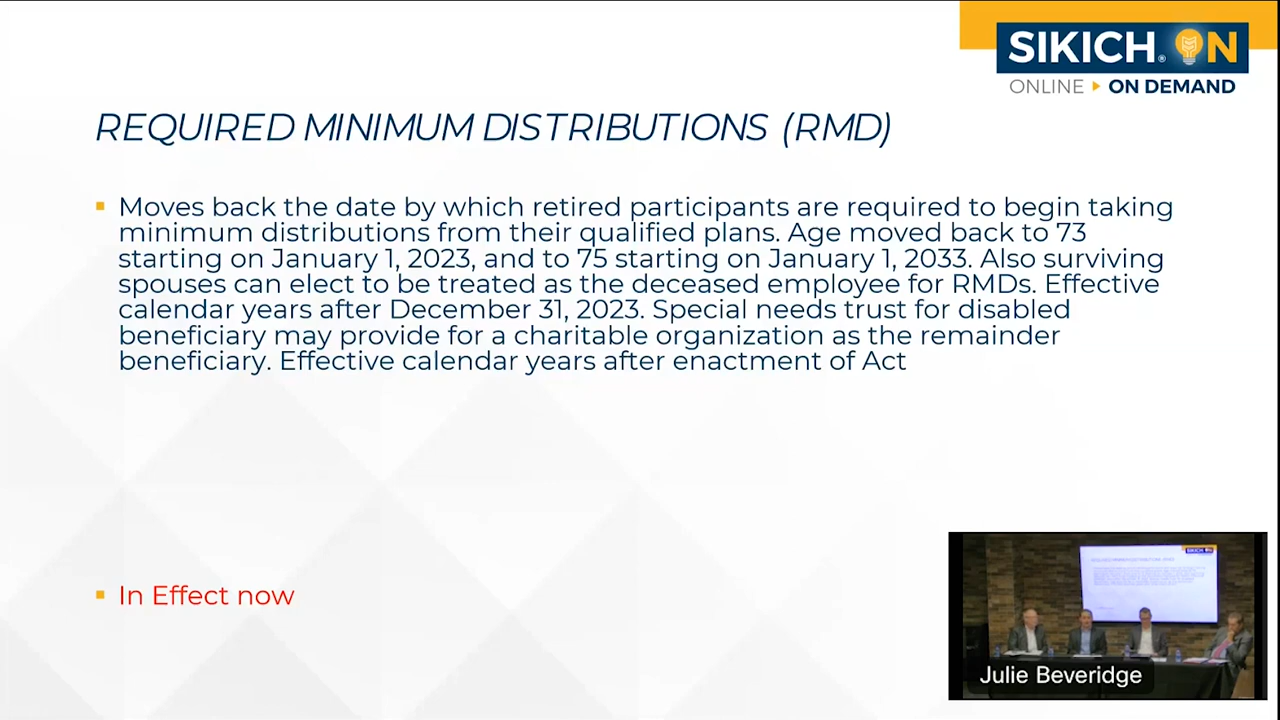 SIKICH® ON
ONLINE ▸ ON DEMAND
REQUIRED MINIMUM DISTRIBUTIONS (RMD)
▪ Moves back the date by which retired participants are required to begin taking
minimum distributions from their qualified plans. Age moved back to 73
starting on January 1, 2023, and to 75 starting on January 1, 2033. Also surviving
spouses can elect to be treated as the deceased employee for RMDs. Effective
calendar years after December 31, 2023. Special needs trust for disabled
beneficiary may provide for a charitable organization as the remainder
beneficiary. Effective calendar years after enactment of Act
▪ In Effect now
Julie Beveridge